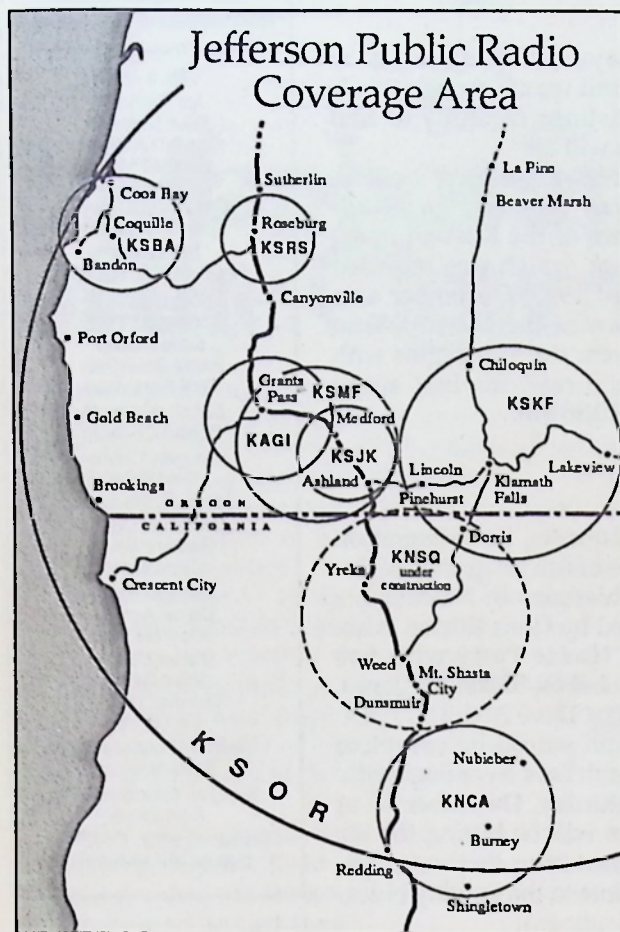 Jefferson Public Radio
Coverage Area
La Pine
Sutherlin
Beaver Marsh
Coos Bay
Coquille
KSBA
Roseburg
KSRS
Bandon
Canyonville
Port Orford
Chiloquin
Grants
Pass
KSMF
KSKF
Gold Beach
Medford
KAGI
KSJK
Lakeview
Ashland
Lincoln
Pinehurst
Klamath
Falls
Brookings
OREGON
CALIFORNIA
Dorris
KNSQ
under
construction
Yreka
Crescent City
Weed
Mt. Shasta
City
Dunsmuir
KSOR
Nubieber
KNCA
Burney
Redding
Shingletown